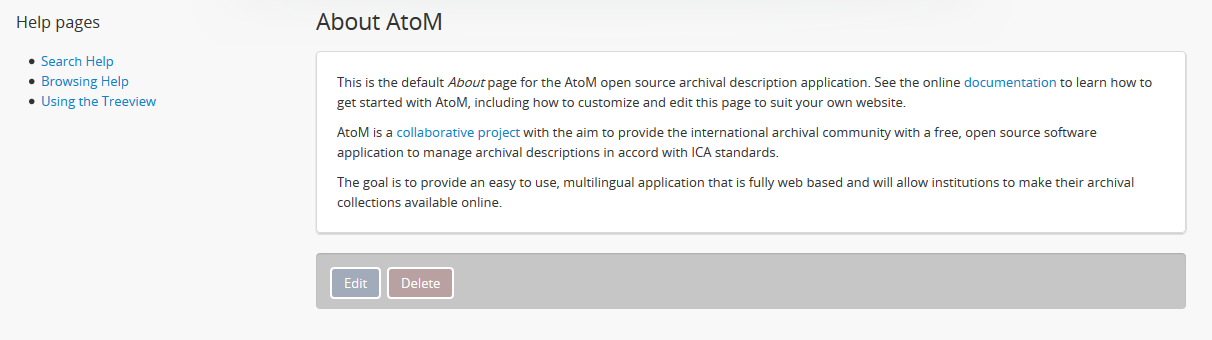 Help pages
Search Help
Browsing Help
Using the Treeview
About AtoM
This is the default About page for the AtoM open source archival description application. See the online documentation to learn how to
get started with AtoM, including how to customize and edit this page to suit your own website.
AtoM is a collaborative project with the aim to provide the international archival community with a free, open source software
application to manage archival descriptions in accord with ICA standards.
The goal is to provide an easy to use, multilingual application that is fully web based and will allow institutions to make their archival
collections available online.
Edit
Delete